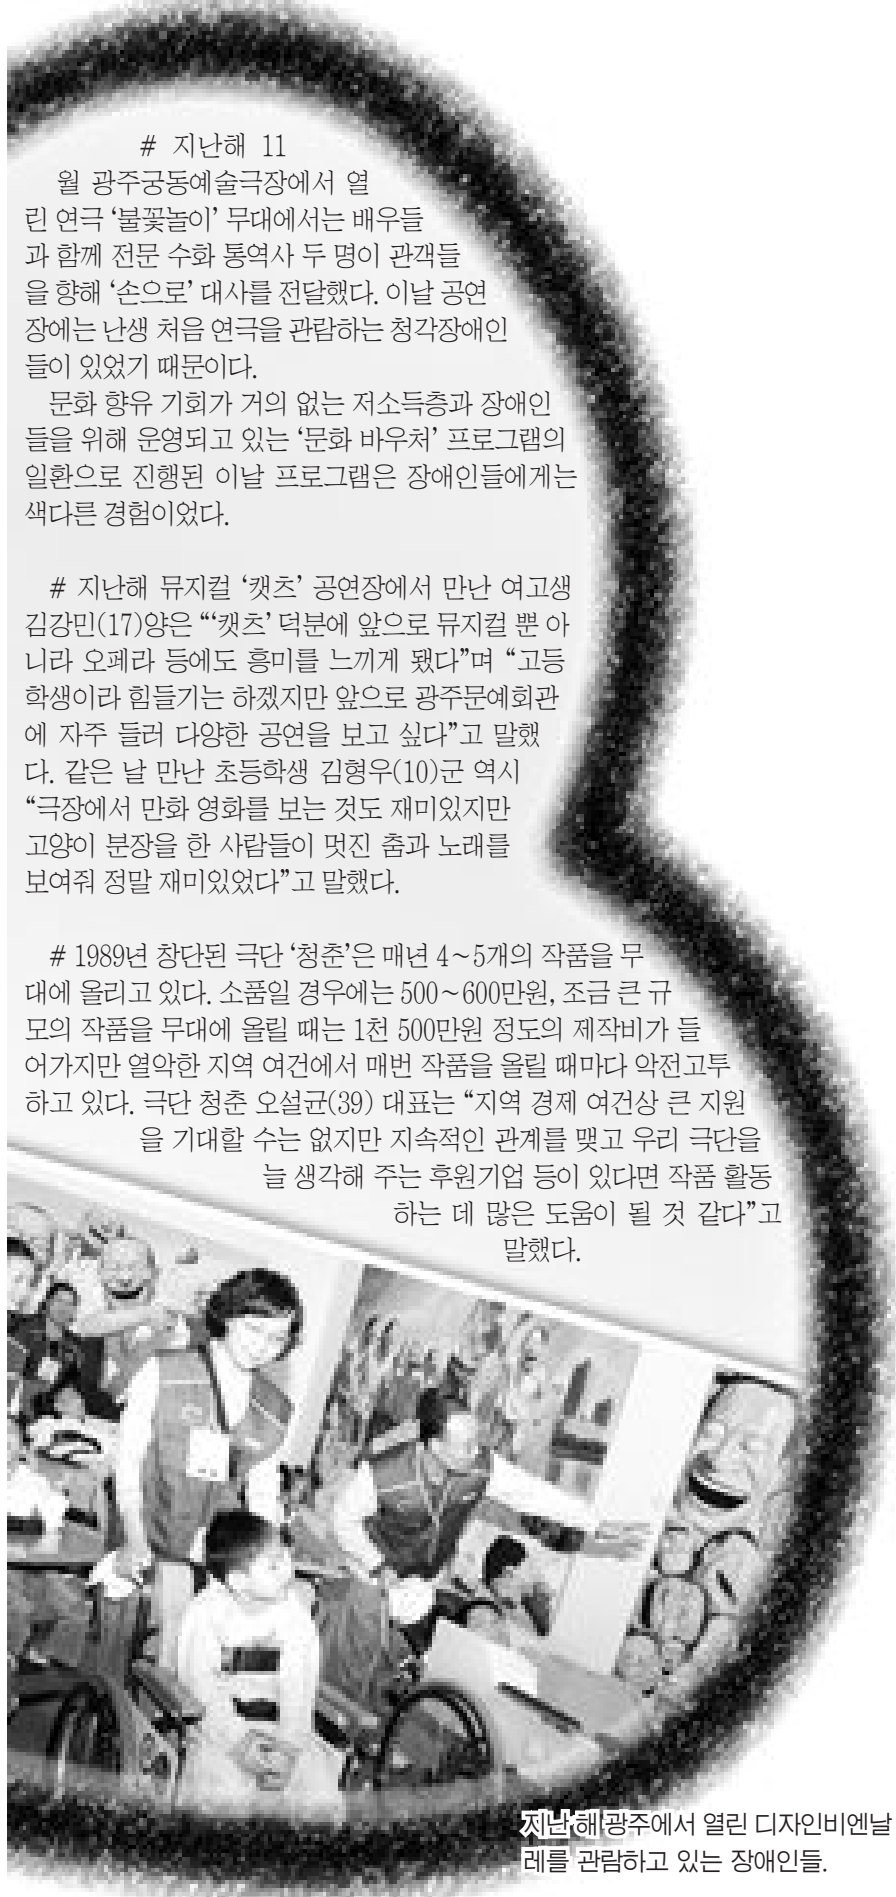 # 지난해 11
월 광주궁동예술극장에서 열
린 연극 ‘불꽃놀이’ 무대에서는 배우들
과 함께 전문 수화 통역사 두 명이 관객들
을 향해 ‘손으로’ 대사를 전달했다. 이날 공연
장에는 난생 처음 연극을 관람하는 청각장애인
들이 있었기 때문이다.
문화 향유 기회가 거의 없는 저소득층과 장애인
들을 위해 운영되고 있는 ‘문화 바우처’ 프로그램의
일환으로 진행된 이날 프로그램은 장애인들에게는
색다른 경험이었다.
# 지난해 뮤지컬 ‘캣츠’ 공연장에서 만난 여고생
김강민(17)양은 “‘캣츠’ 덕분에 앞으로 뮤지컬 뿐 아
니라 오페라 등에도 흥미를 느끼게 됐다”며 “고등
학생이라 힘들기는 하겠지만 앞으로 광주문예회관
에 자주 들러 다양한 공연을 보고 싶다”고 말했
다. 같은 날 만난 초등학생 김형우(10)군 역시
“극장에서 만화 영화를 보는 것도 재미있지만
고양이 분장을 한 사람들이 멋진 춤과 노래를
보여줘 정말 재미있었다”고 말했다.
# 1989년 창단된 극단 ‘청춘’은 매년 4~5개의 작품을 무
대에 올리고 있다. 소품일 경우에는 500~600만원, 조금 큰 규
모의 작품을 무대에 올릴 때는 1천 500만원 정도의 제작비가 들
어가지만 열악한 지역 여건에서 매번 작품을 올릴 때마다 악전고투
하고 있다. 극단 청춘 오설균(39) 대표는 “지역 경제 여건상 큰 지원
을 기대할 수는 없지만 지속적인 관계를 맺고 우리 극단을
늘 생각해 주는 후원기업 등이 있다면 작품 활동
하는 데 많은 도움이 될 것 같다”고
말했다.
지난 해 광주에서 열린 디자인비엔날
레를 관람하고 있는 장애인들.